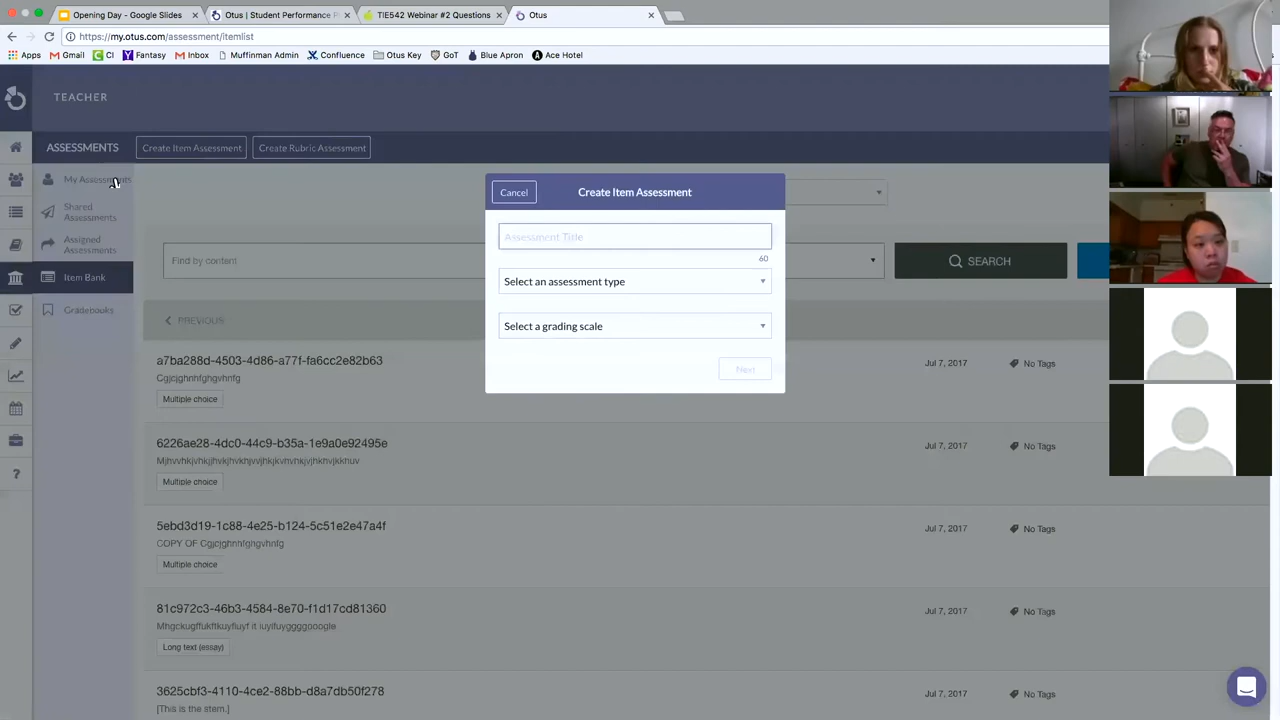 Opening Day - Google Slides
Otus | Student Performance P
TIE542 Webinar #2 Questions
Otus
https://my.otus.com/assessment/itemlist
Apps
Gmail
CI
Yantasy
Inbox
Muffinman Admin
Confluence
Otus Key
GoT
Blue Apron
Ace Hotel
TEACHER
ASSESSMENTS
Create Item Assessment
Create Rubric Assessment
My Assessments
Shared
Assessments
Assigned
Assessments
Item Bank
Gradebooks
Cancel
Create Item Assessment
Assessment Title
60
Select an assessment type
Select a grading scale
Next
Find by content
SEARCH
PREVIOUS
a7ba288d-4503-4d86-a77f-fa6cc2e82b63
Jul 7, 2017
No Tags
Cgjcjghnhfghgvhnfg
Multiple choice
6226ae28-4dc0-44c9-b35a-1e9a0e92495e
Jul 7, 2017
No Tags
Multiple choice
5ebd3d19-1c88-4e25-b124-5c51e2e47a4f
Jul 7, 2017
No Tags
COPY OF Cgjcjghnhfghgvhnfg
Multiple choice
81c972c3-46b3-4584-8e70-f1d17cd81360
Jul 7, 2017
No Tags
Long text (essay)
3625cbf3-4110-4ce2-88bb-d8a7db50f278
Jul 7, 2017
No Tags
[This is the stem.]